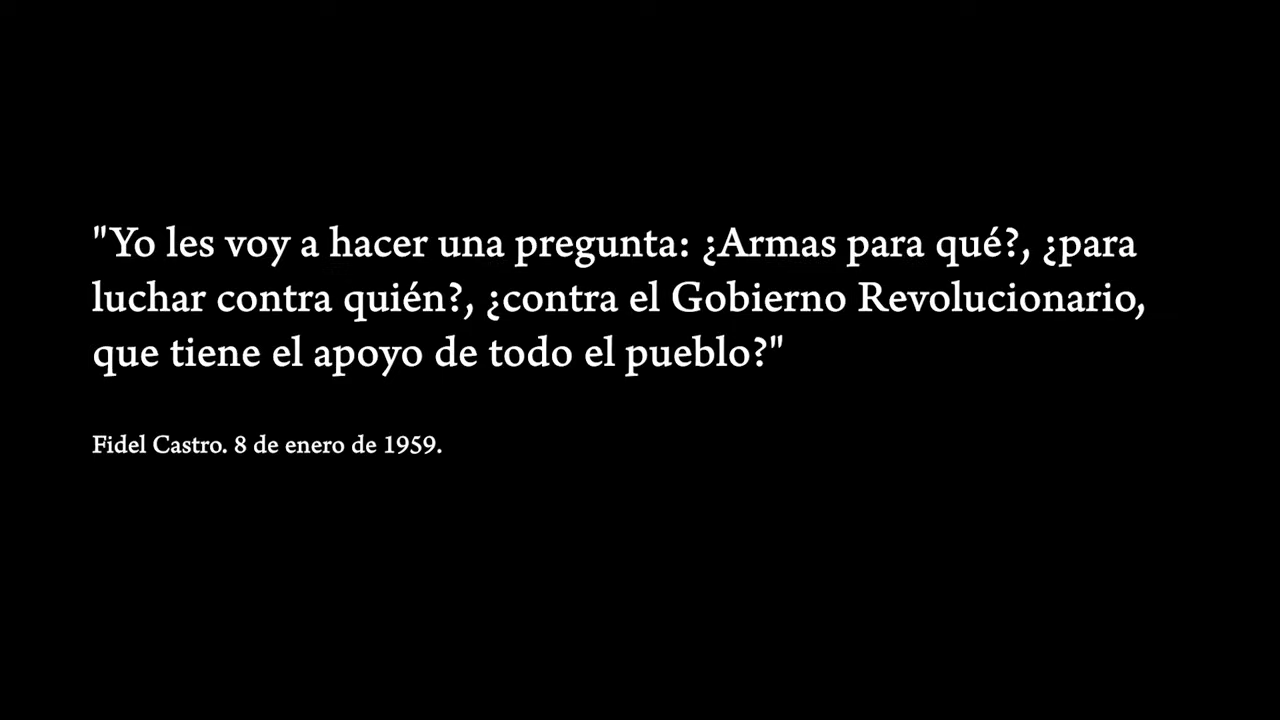 "Yo les voy a hacer una pregunta: ¿Armas para qué?, ¿para
luchar contra quién?, ¿contra el Gobierno Revolucionario,
que tiene el apoyo de todo el pueblo?"
Fidel Castro. 8 de enero de 1959.